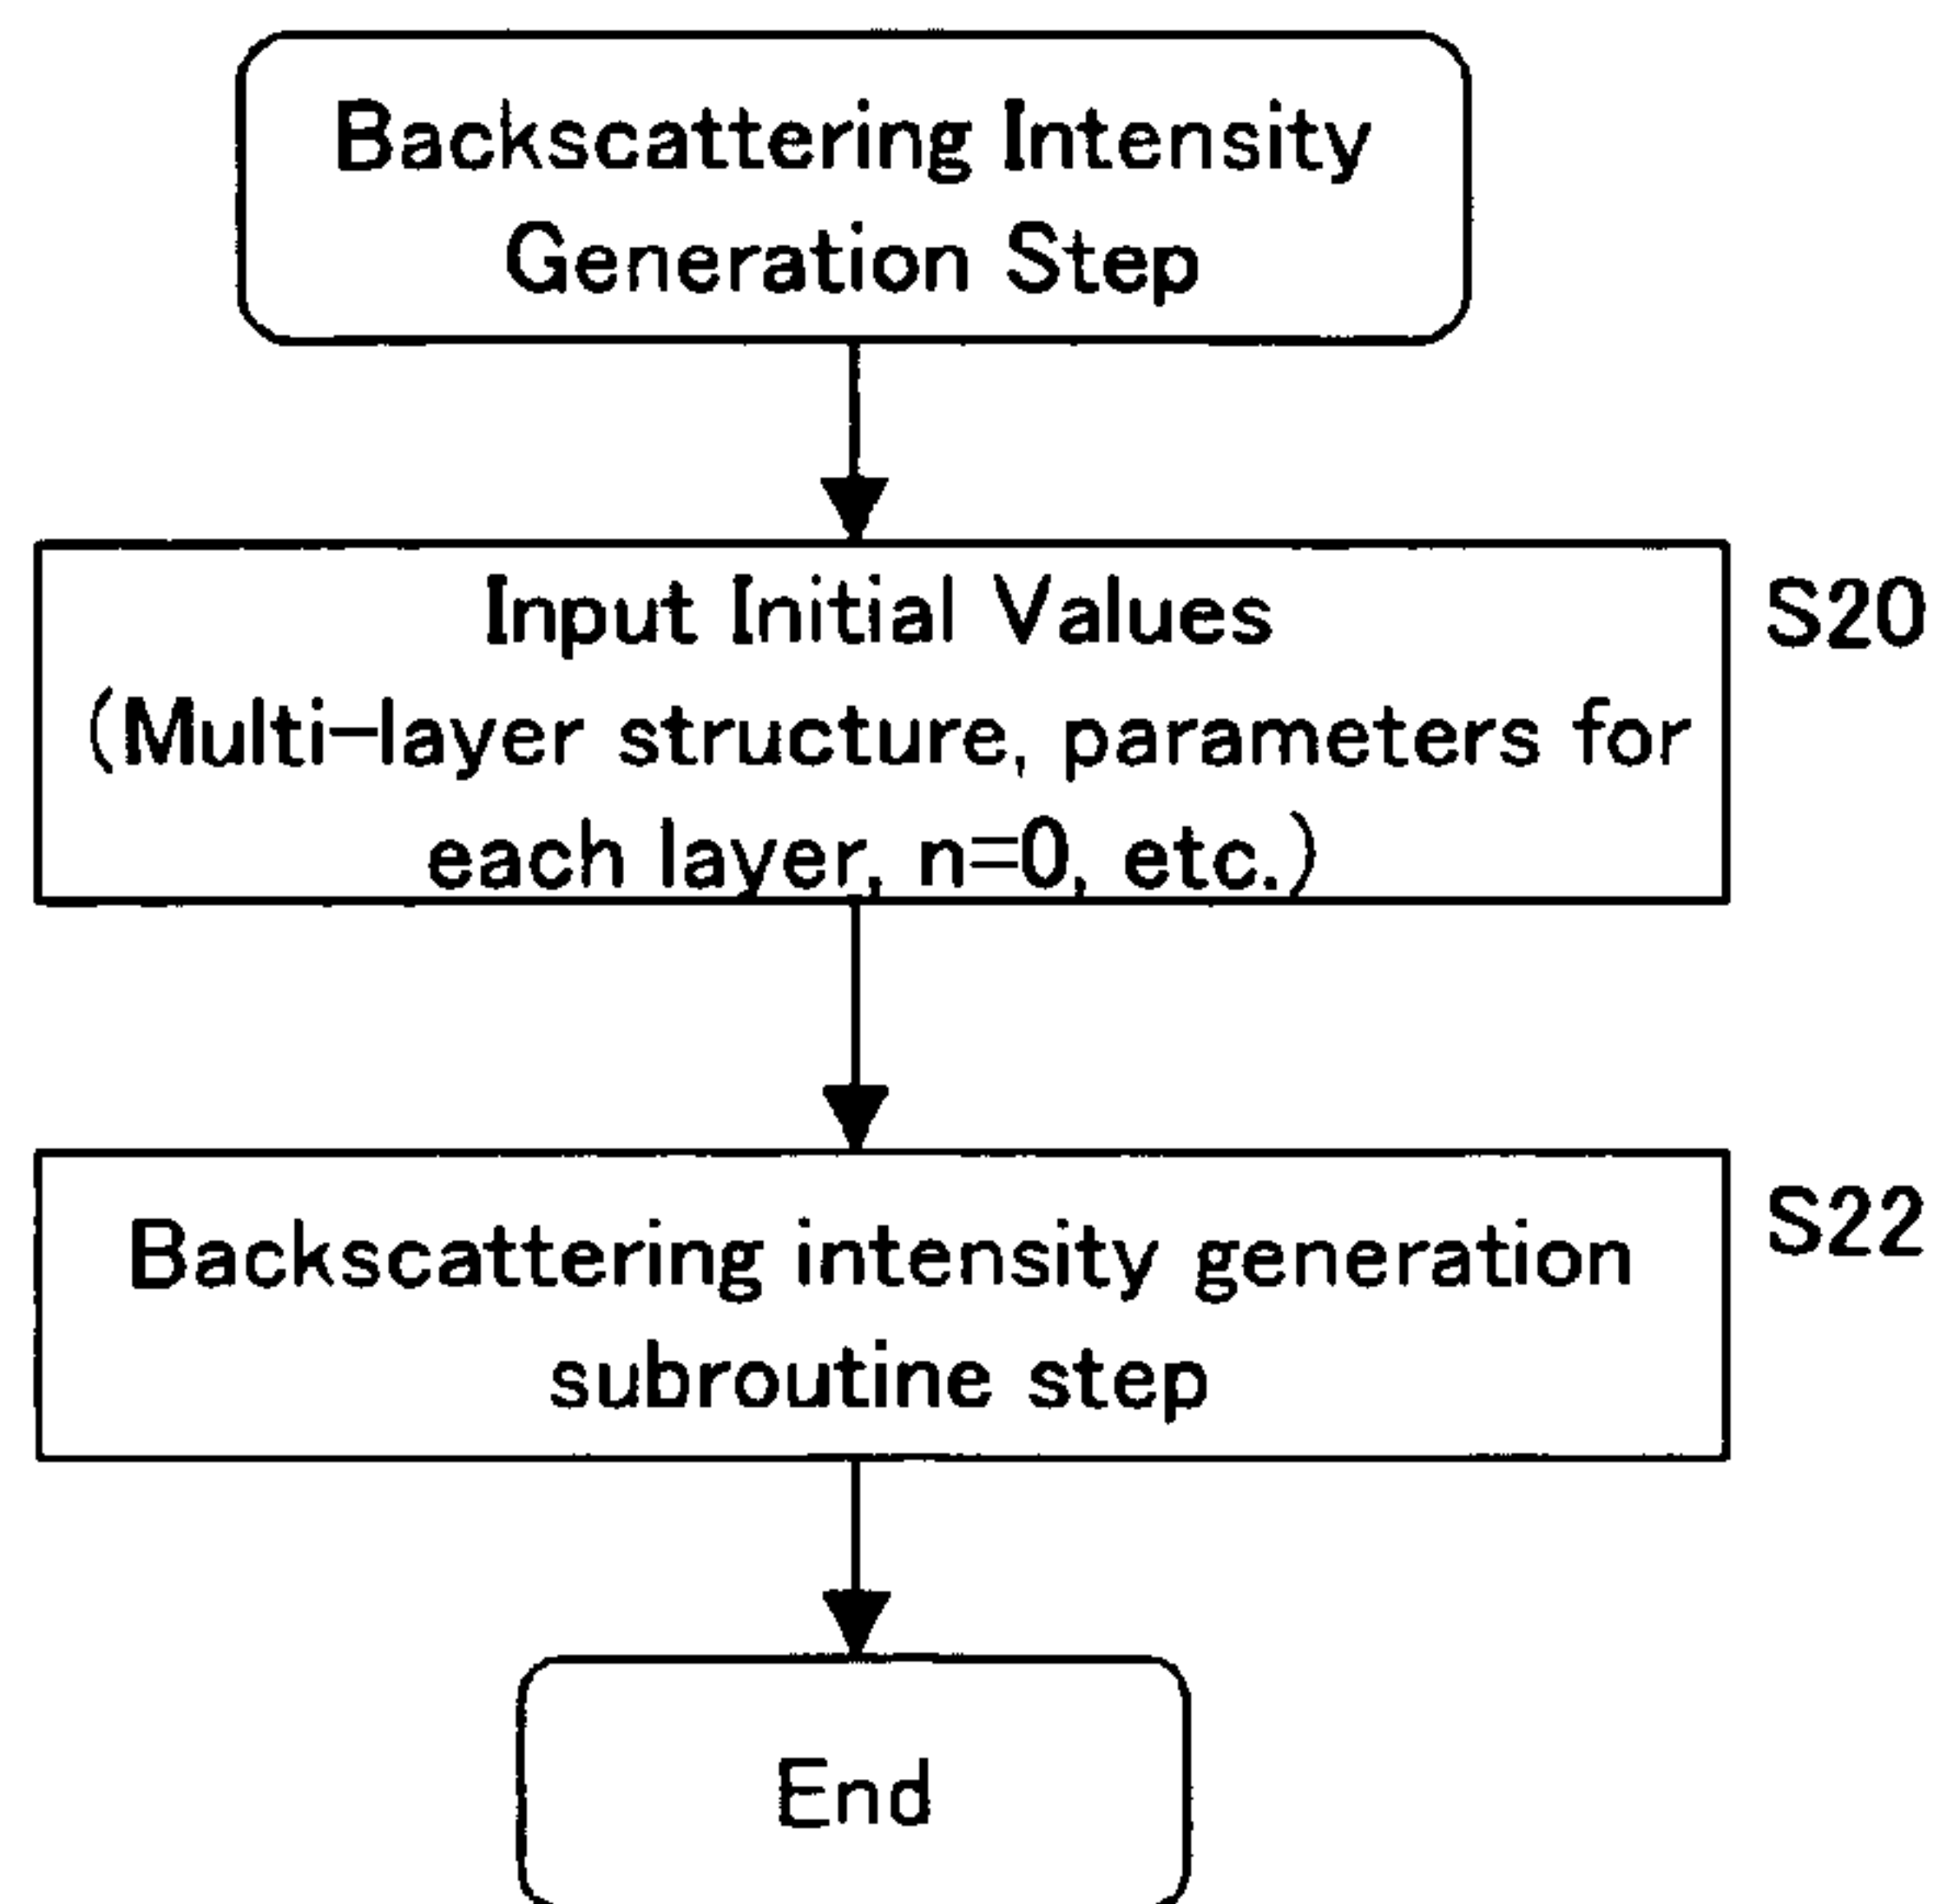 Backscattering Intensity
Generation Step
Input Initial Values
S20
(Multi-layer structure, parameters for
each layer, n=0, etc.)
Backscattering intensity generation
S22
subroutine step
End